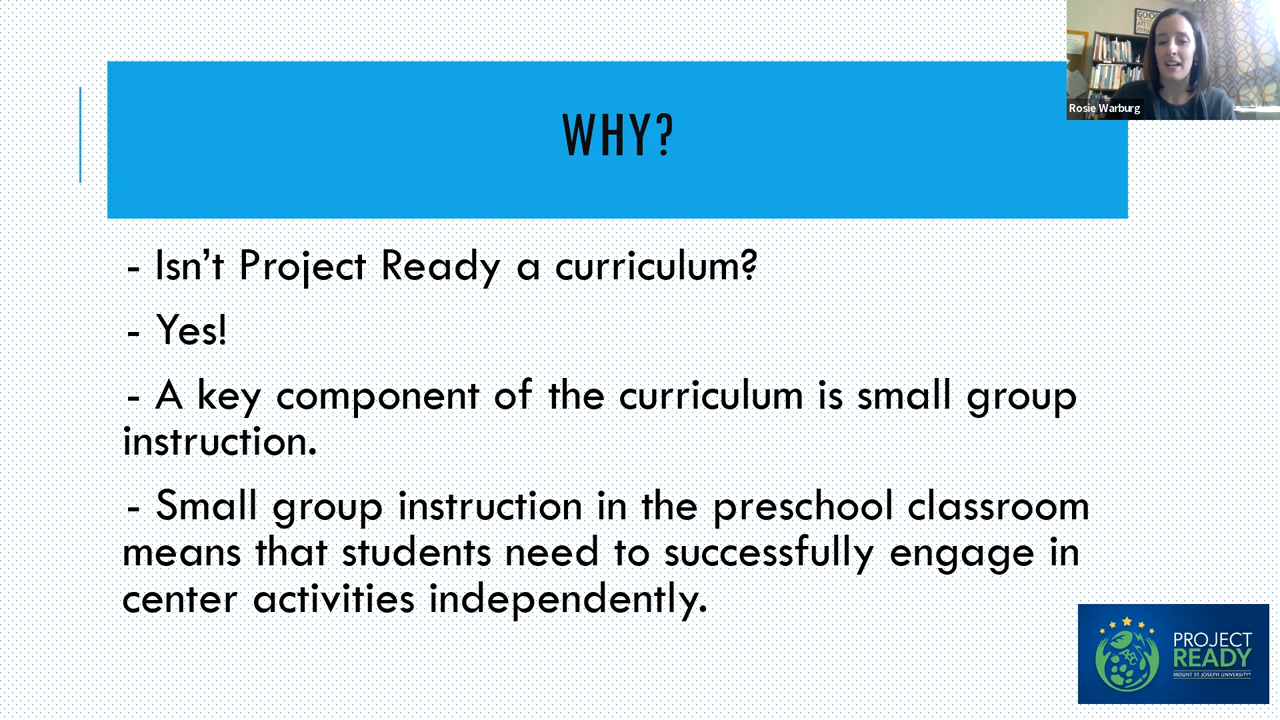 WHY?
Rosie Warburg
- Isn't Project Ready a curriculum?
- Yes!
- A key component of the curriculum is small group
instruction.
- Small group instruction in the preschool classroom
means that students need to successfully engage in
center activities independently.
ABC
PROJECT
READY
MOUNT ST. JOSEPH UNIVERSITY